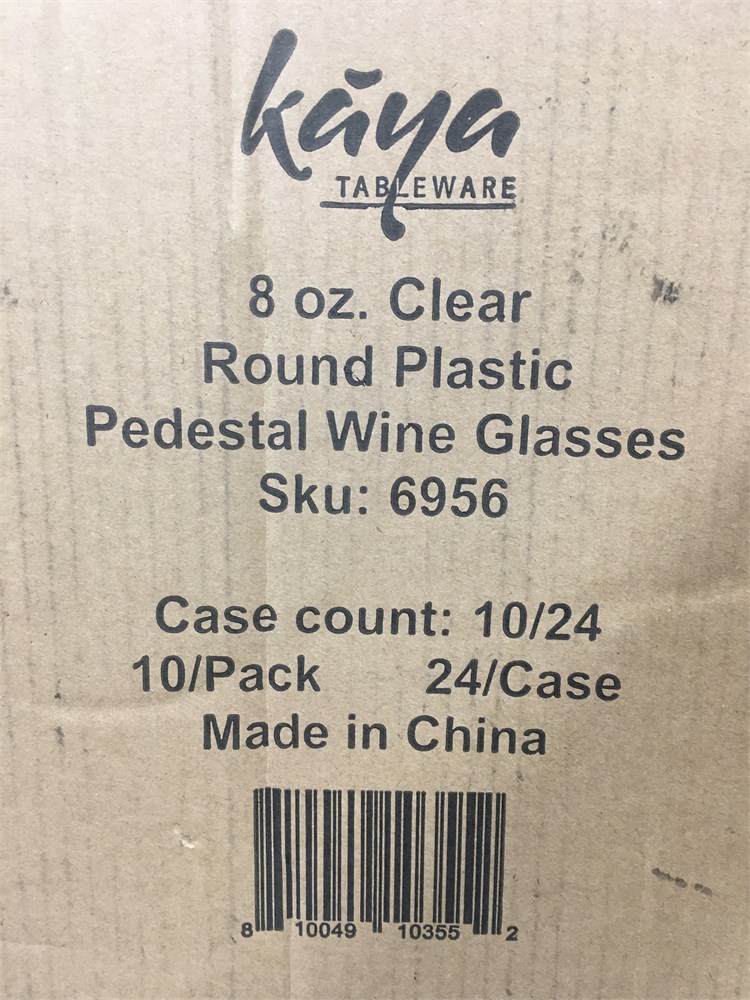 kāya
TABLEWARE
8 oz. Clear
Round Plastic
Pedestal Wine Glasses
Sku: 6956
Case count: 10/24
10/Pack 24/Case
Made in China
8 10049 10355 2